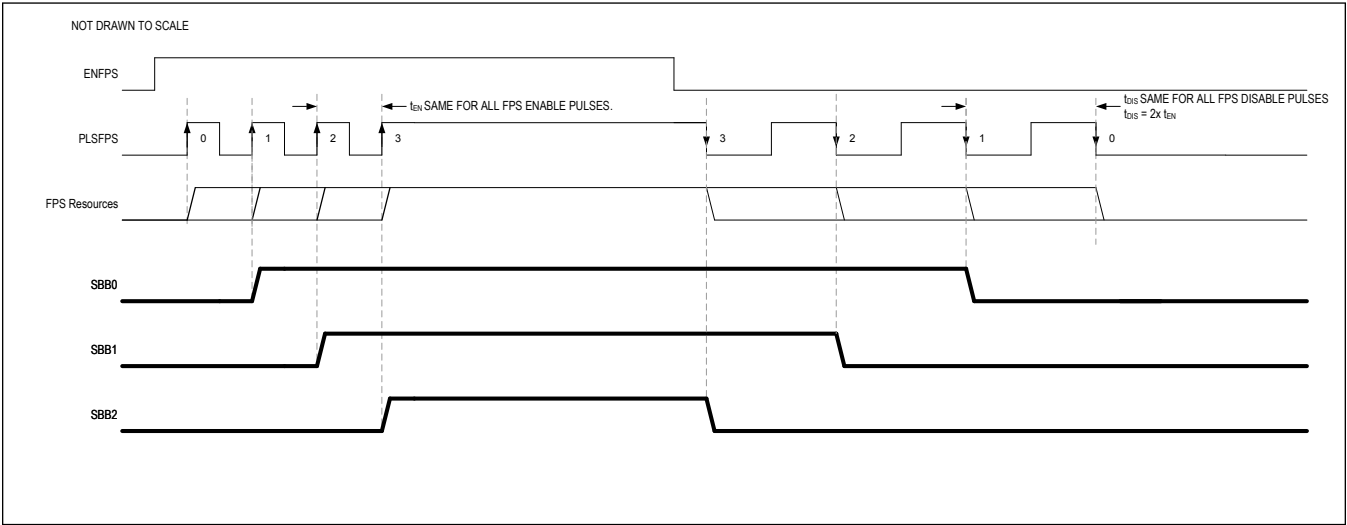 NOT DRAWN TO SCALE
ENFPS
tEN SAME FOR ALL FPS ENABLE PULSES.
tDIS SAME FOR ALL FPS DISABLE PULSES
tDIS = 2x tEN
PLSFPS
0 1 2 3 3 2 1 0
FPS Resources
SBB0
SBB1
SBB2